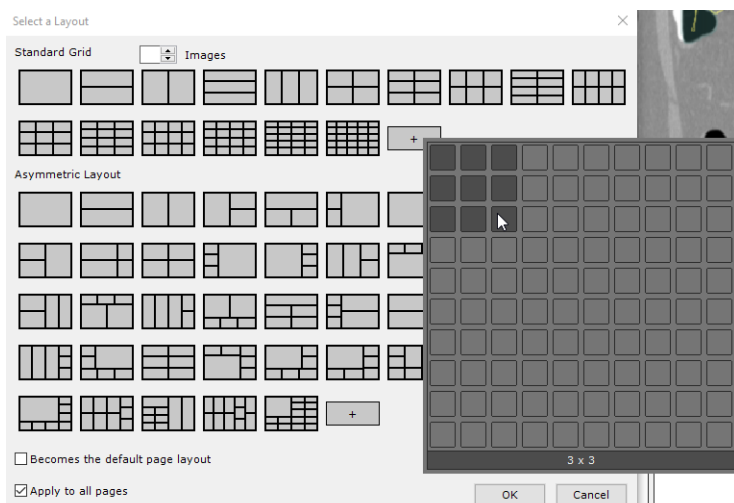 Select a Layout
Standard Grid
Images
+
Asymmetric Layout
+
3 x 3
Becomes the default page layout
Apply to all pages
OK
Cancel